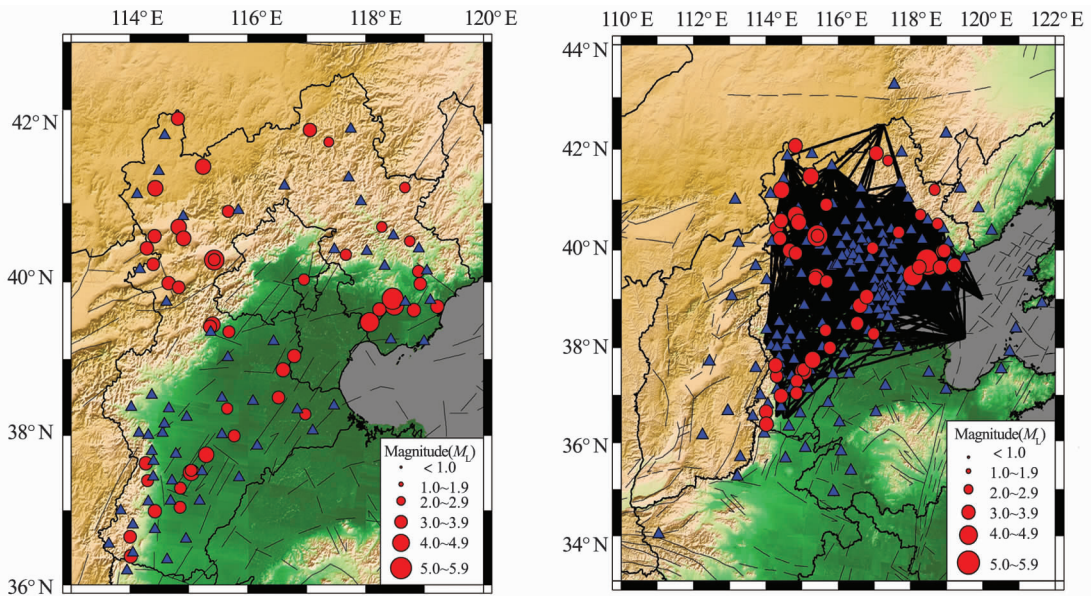 114°E 116°E 118°E 120°E
42°N
40°N
38°N
36°N
Magnitude(ML)
< 1.0
1.0~1.9
2.0~2.9
3.0~3.9
4.0~4.9
5.0~5.9
110°E 112°E 114°E 116°E 118°E 120°E 122°E
44°N
42°N
40°N
38°N
36°N
34°N
Magnitude(ML)
< 1.0
1.0~1.9
2.0~2.9
3.0~3.9
4.0~4.9
5.0~5.9